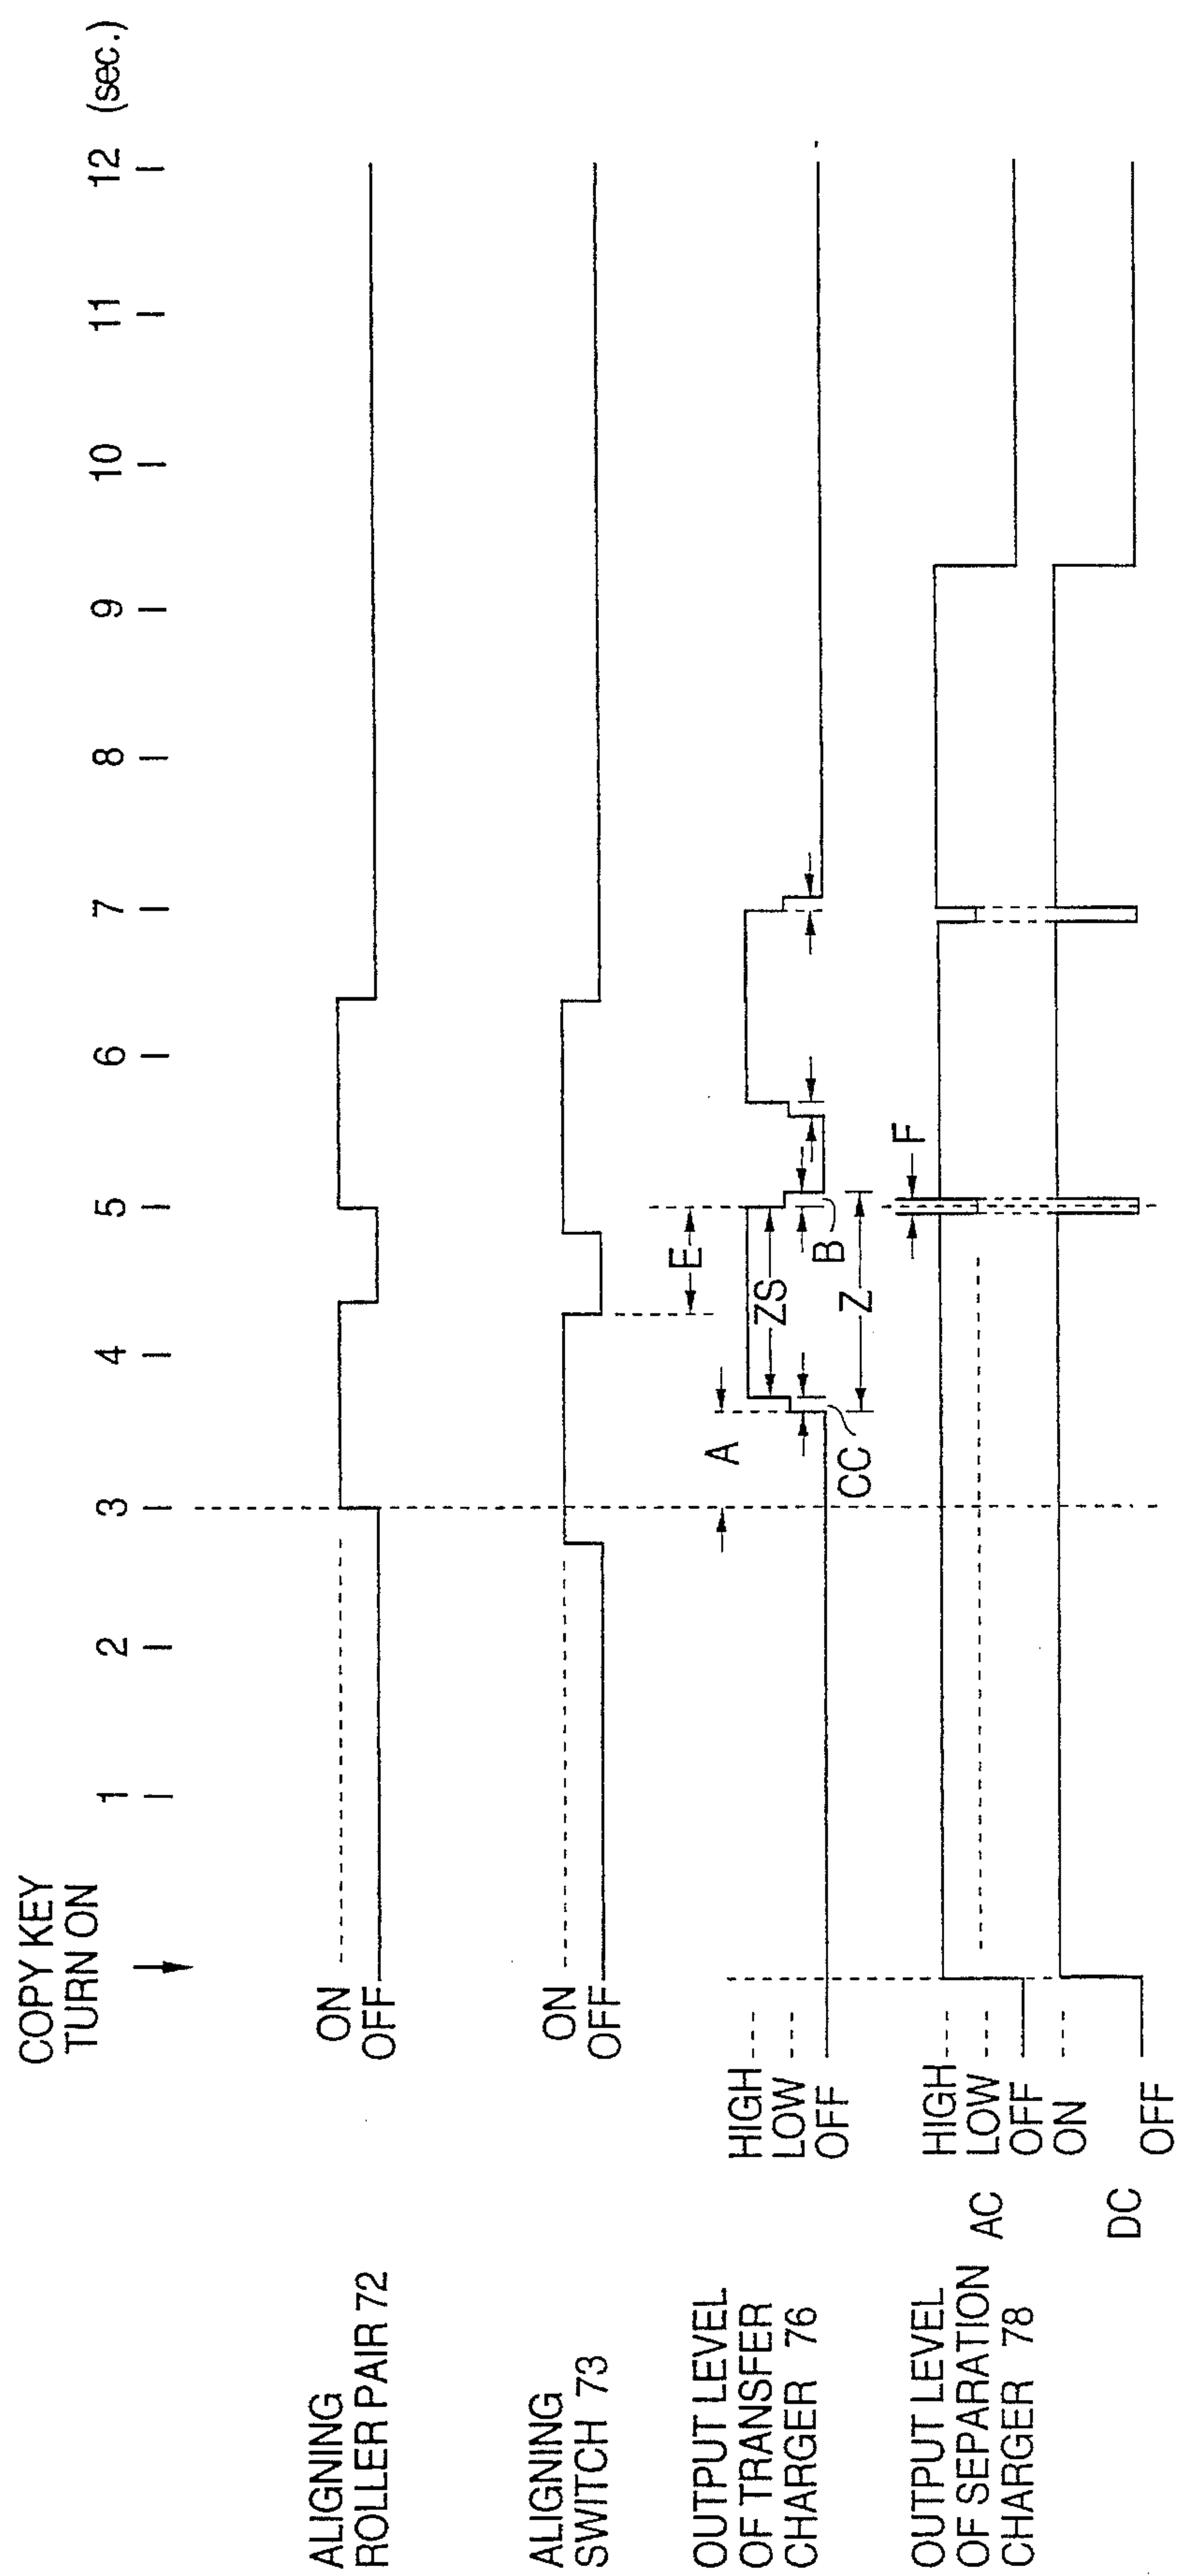 COPY KEY
TURN ON
1 2 3 4 5 6 7 8 9 10 11 12 (sec.)
ALIGNING
ROLLER PAIR 72
ON
OFF
ALIGNING
SWITCH 73
ON
OFF
E
OUTPUT LEVEL
OF TRANSFER
CHARGER 76
HIGH
LOW
OFF
A
ZS
CC
B
Z
OUTPUT LEVEL
OF SEPARATION
CHARGER 78
AC
HIGH
LOW
OFF
F
DC
ON
OFF